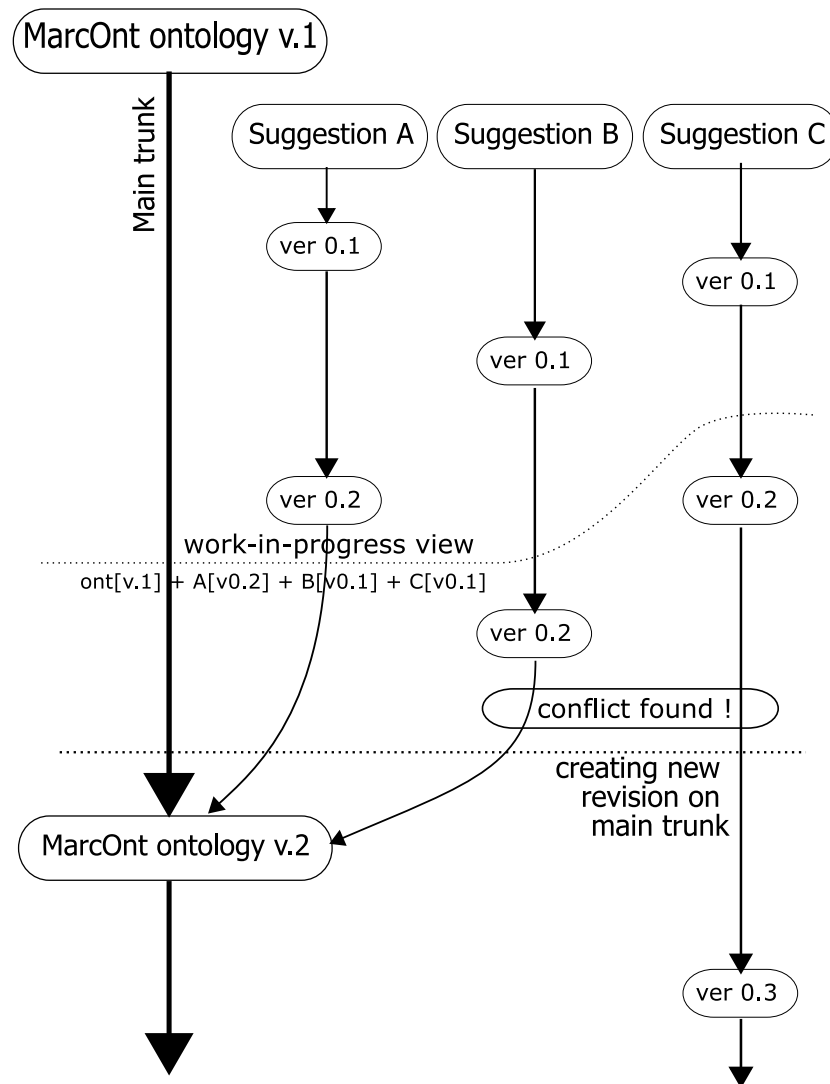 MarcOnt ontology v.1
Main trunk
Suggestion A
Suggestion B
Suggestion C
ver 0.1
ver 0.1
ver 0.1
ver 0.2
ver 0.2
work-in-progress view
ont[v.1] + A[v0.2] + B[v0.1] + C[v0.1]
ver 0.2
conflict found !
creating new
revision on
main trunk
MarcOnt ontology v.2
ver 0.3